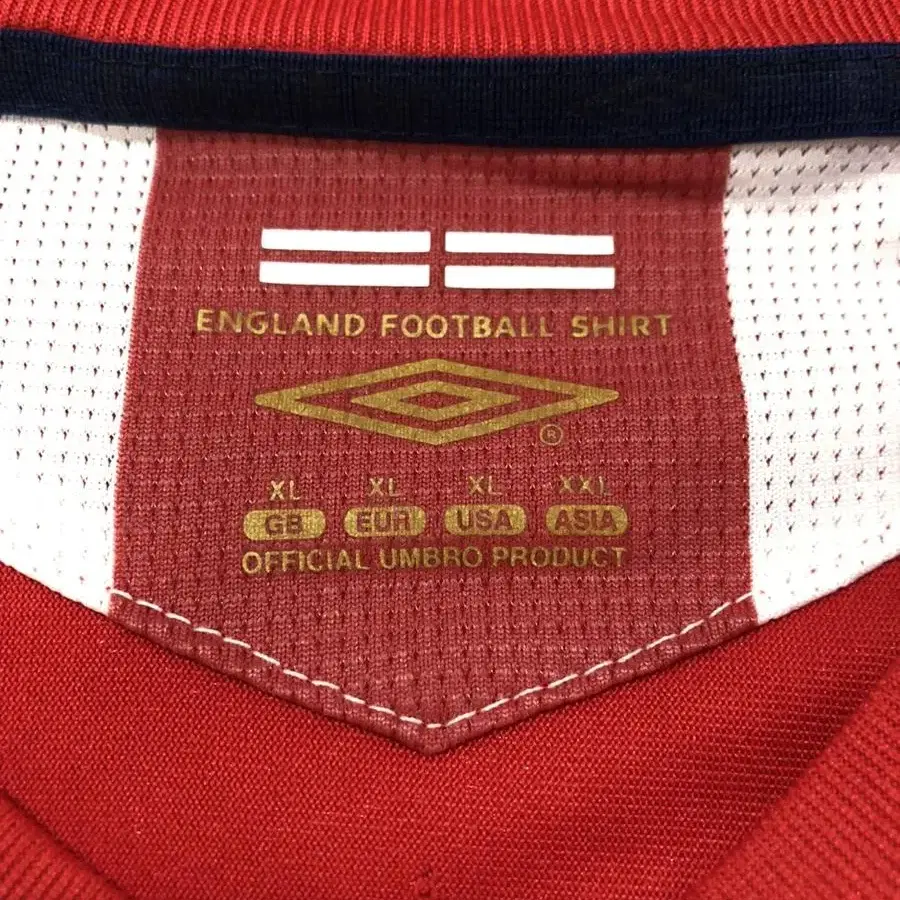 ENGLAND FOOTBALL SHIRT
®
XL XL XL XXL
GB EUR USA ASIA
OFFICIAL UMBRO PRODUCT